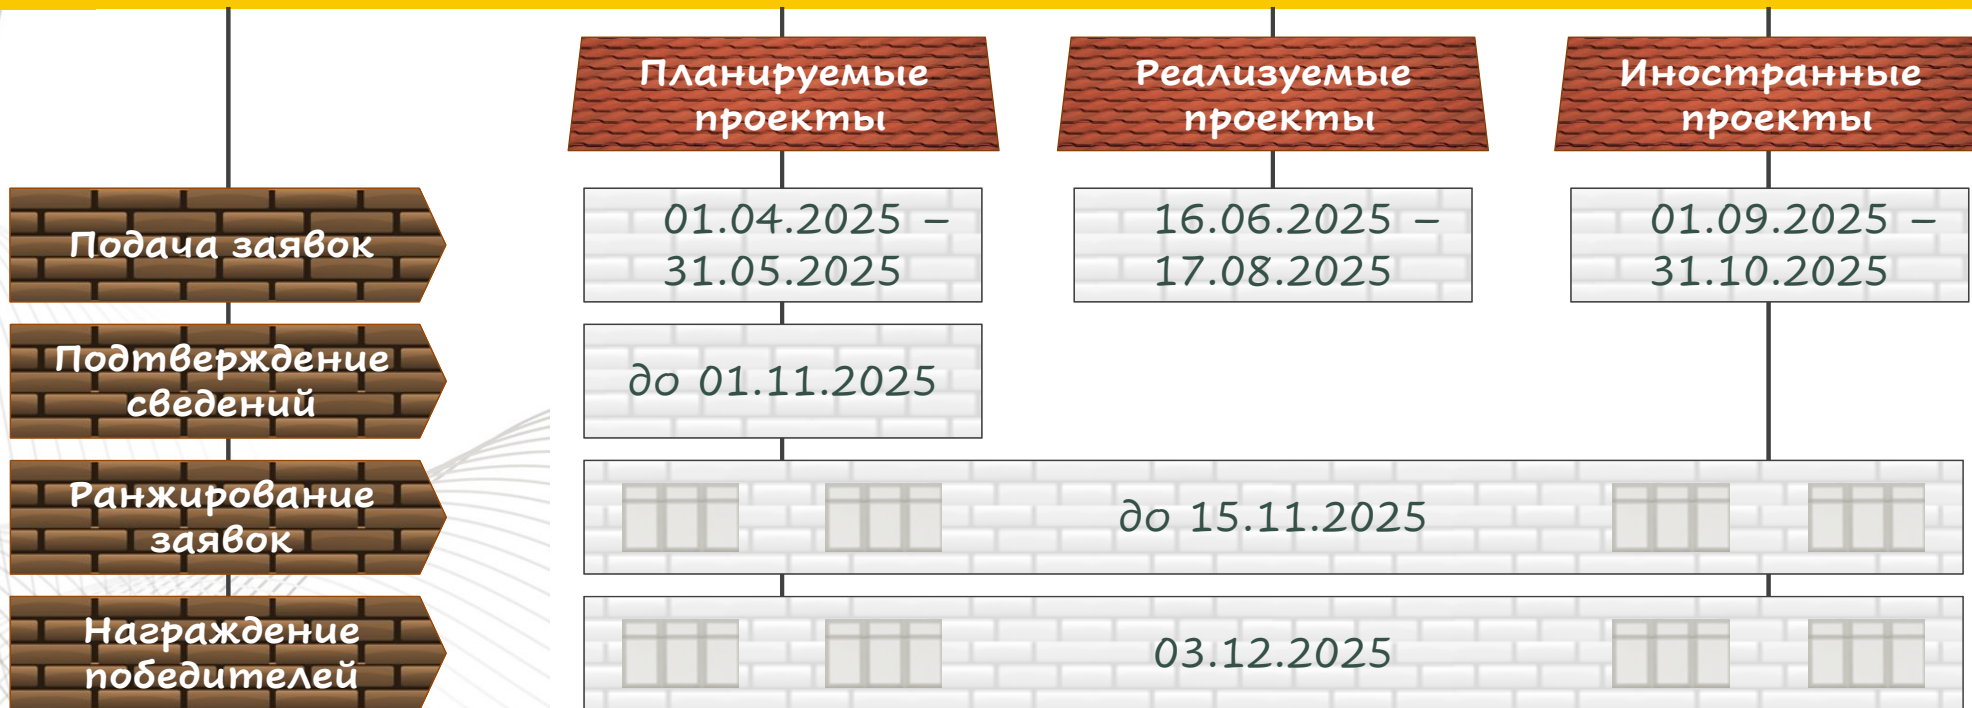 Планируемые
проекты
Реализуемые
проекты
Иностранные
проекты
Подача заявок
01.04.2025 –
31.05.2025
16.06.2025 –
17.08.2025
01.09.2025 –
31.10.2025
Подтверждение
сведений
до 01.11.2025
Ранжирование
заявок
до 15.11.2025
Награждение
победителей
03.12.2025